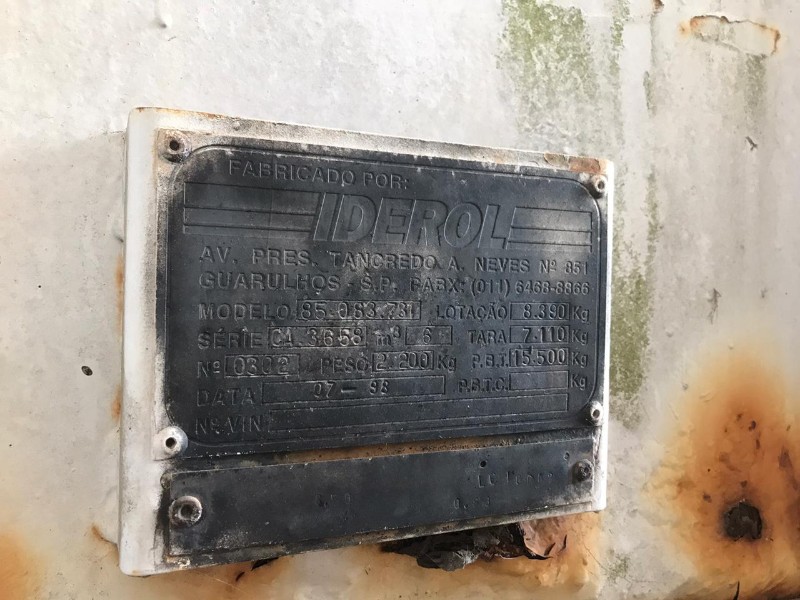 FABRICADO POR:
IDEROL
AV. PRES. TANCREDO A. NEVES Nº 851
GUARULHOS - S.P. PABX: (011) 6468-8866
MODELO 85.083.731 LOTAÇÃO 8.390 Kg
SÉRIE C4.3658 m³ 6 TARA 7.110 Kg
Nº 0302 PESO 2.200 Kg P.B.T. 15.500 Kg
DATA 07-98 P.B.T.C. Kg
Nº VIN